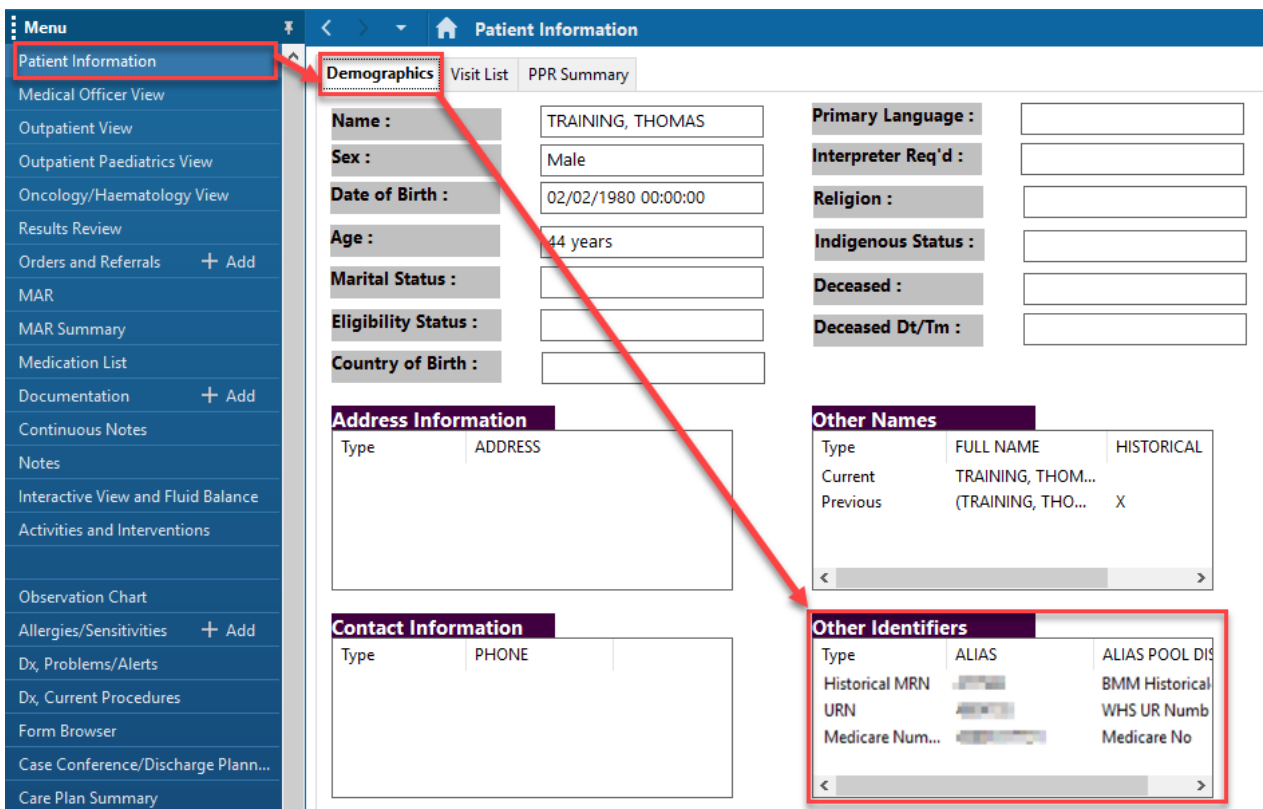 Menu
Patient Information
Medical Officer View
Outpatient View
Outpatient Paediatrics View
Oncology/Haematology View
Results Review
Orders and Referrals + Add
MAR
MAR Summary
Medication List
Documentation + Add
Continuous Notes
Notes
Interactive View and Fluid Balance
Activities and Interventions
Observation Chart
Allergies/Sensitivities + Add
Dx, Problems/Alerts
Dx, Current Procedures
Form Browser
Case Conference/Discharge Plann...
Care Plan Summary
Patient Information
Demographics Visit List PPR Summary
Name : TRAINING, THOMAS
Sex : Male
Date of Birth : 02/02/1980 00:00:00
Age : 44 years
Marital Status :
Eligibility Status :
Country of Birth :
Primary Language :
Interpreter Req'd :
Religion :
Indigenous Status :
Deceased :
Deceased Dt/Tm :
Address Information
Type ADDRESS
Other Names
Type FULL NAME HISTORICAL
Current TRAINING, THOM...
Previous (TRAINING, THO... X
Contact Information
Type PHONE
Other Identifiers
Type ALIAS ALIAS POOL DIS
Historical MRN BMM Historical
URN WHS UR Numb
Medicare Num... Medicare No